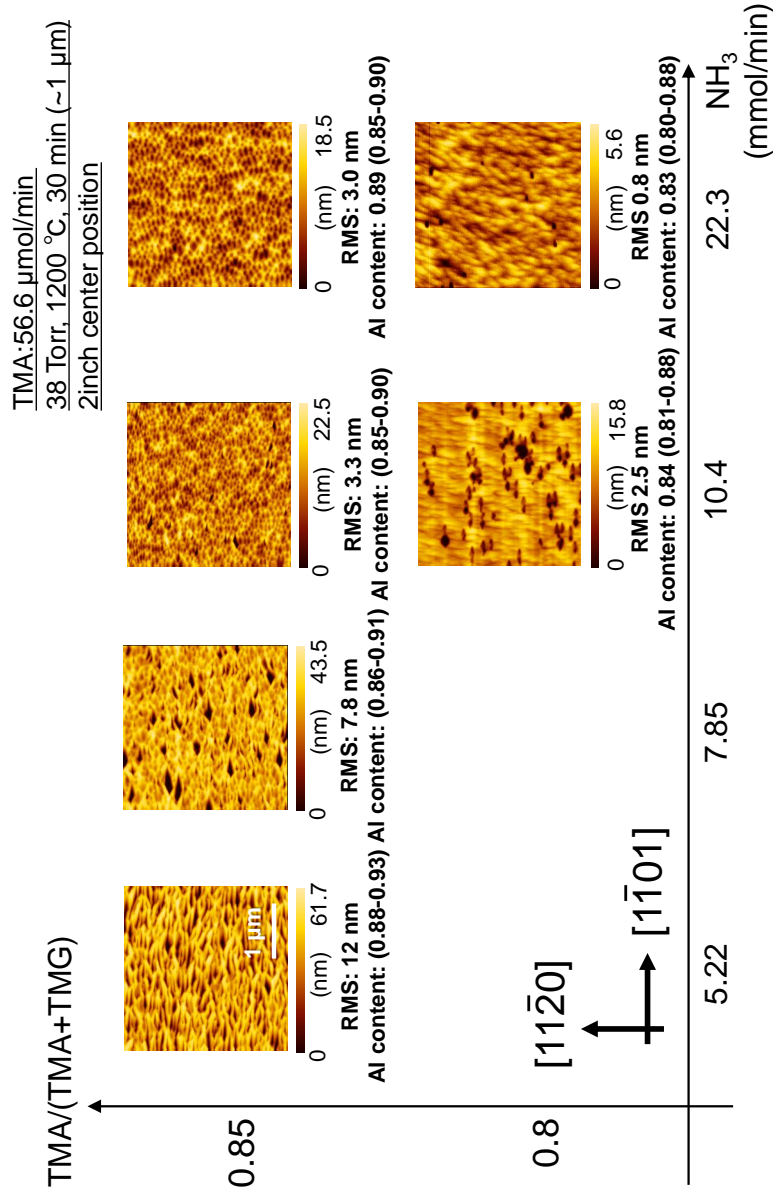 TMA:56.6 μmol/min
38 Torr, 1200 ℃, 30 min (~1 μm)
2inch center position
TMA/(TMA+TMG)
0.85
1 μm
0 (nm) 61.7
RMS: 12 nm
Al content: (0.88-0.93)
0 (nm) 43.5
RMS: 7.8 nm
Al content: (0.86-0.91)
0 (nm) 22.5
RMS: 3.3 nm
Al content: (0.85-0.90)
0 (nm) 18.5
RMS: 3.0 nm
Al content: 0.89 (0.85-0.90)
0.8
0 (nm) 15.8
RMS 2.5 nm
Al content: 0.84 (0.81-0.88)
0 (nm) 5.6
RMS 0.8 nm
Al content: 0.83 (0.80-0.88)
[112̄0]
[11̄01]
5.22 7.85 10.4 22.3
NH₃
(mmol/min)